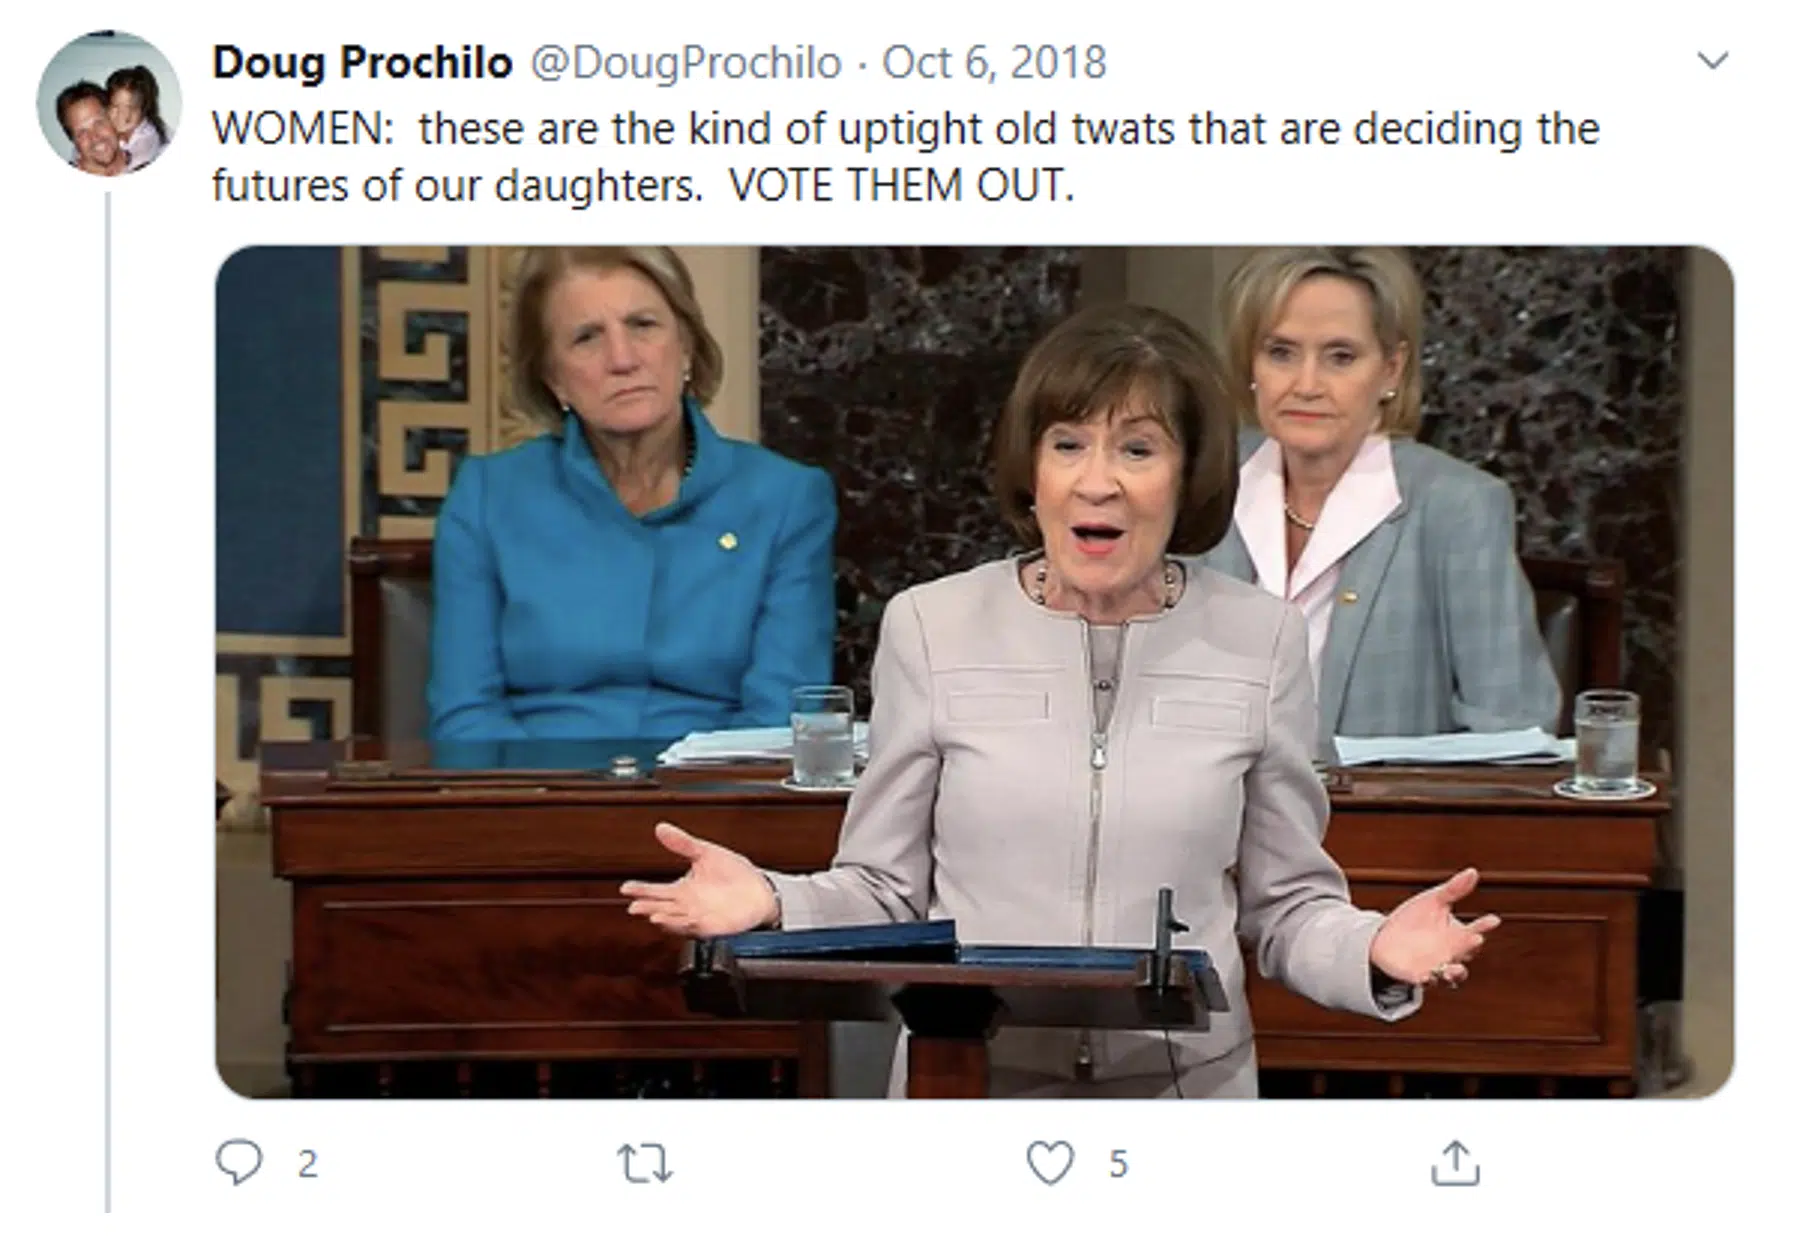 Doug Prochilo @DougProchilo · Oct 6, 2018
WOMEN:  these are the kind of uptight old twats that are deciding the
futures of our daughters.  VOTE THEM OUT.
2
5